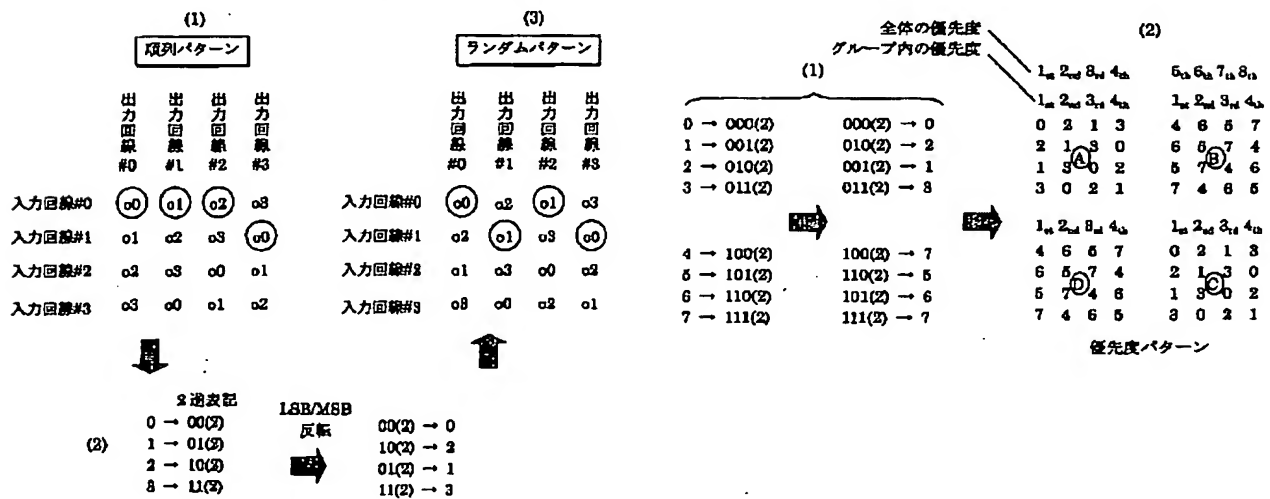 (1)
順列パターン
出力回線 #0
出力回線 #1
出力回線 #2
出力回線 #3
入力回線#0 o0 o1 o2 o3
入力回線#1 o1 o2 o3 o0
入力回線#2 o2 o3 o0 o1
入力回線#3 o3 o0 o1 o2
(2)
2進表記
0 → 00(2)
1 → 01(2)
2 → 10(2)
3 → 11(2)
LSB/MSB
反転
00(2) → 0
10(2) → 2
01(2) → 1
11(2) → 3
(3)
ランダムパターン
出力回線 #0
出力回線 #1
出力回線 #2
出力回線 #3
入力回線#0 o0 o2 o1 o3
入力回線#1 o2 o1 o3 o0
入力回線#2 o1 o3 o0 o2
入力回線#3 o3 o0 o2 o1
(1)
0 → 000(2)
1 → 001(2)
2 → 010(2)
3 → 011(2)
4 → 100(2)
5 → 101(2)
6 → 110(2)
7 → 111(2)
000(2) → 0
010(2) → 2
001(2) → 1
011(2) → 3
100(2) → 7
110(2) → 5
101(2) → 6
111(2) → 7
(2)
全体の優先度
グループ内の優先度
1st 2nd 3rd 4th
5th 6th 7th 8th
1st 2nd 3rd 4th
0 2 1 3
2 1 3 0
1 3 0 2
3 0 2 1
A
1st 2nd 3rd 4th
4 6 5 7
6 5 7 4
5 7 4 6
7 4 6 5
B
1st 2nd 3rd 4th
4 6 5 7
6 5 7 4
5 7 4 6
7 4 6 5
D
1st 2nd 3rd 4th
0 2 1 3
2 1 3 0
1 3 0 2
3 0 2 1
C
優先度パターン